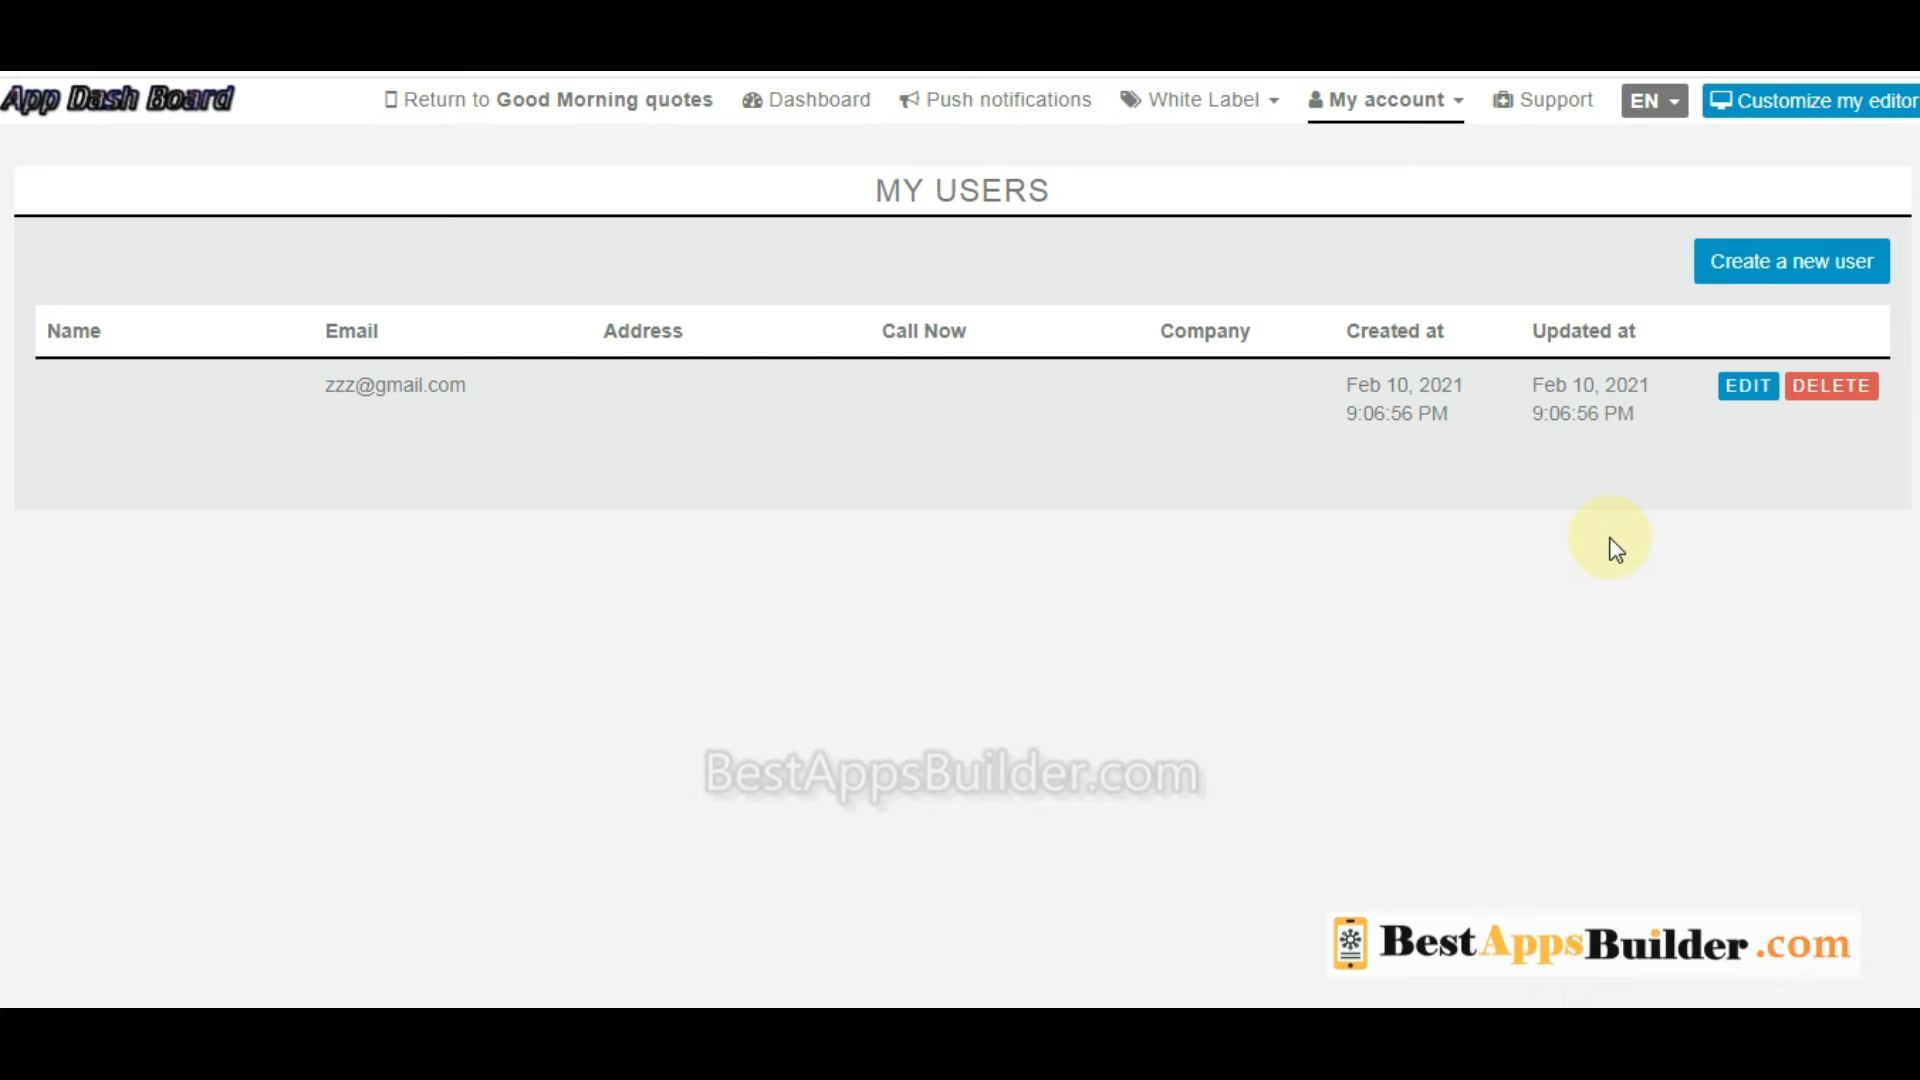 App Dash Board
Return to Good Morning quotes Dashboard Push notifications White Label My account Support EN Customize my editor
MY USERS
Create a new user
Name Email Address Call Now Company Created at Updated at
zzz@gmail.com Feb 10, 2021 Feb 10, 2021 EDIT DELETE
9:06:56 PM 9:06:56 PM
BestAppsBuilder.com
BestAppsBuilder.com